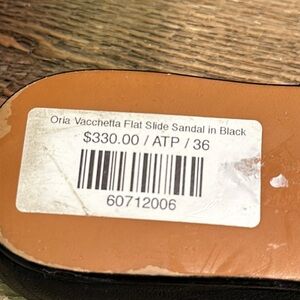 Oria Vacchetta Flat Slide Sandal in Black
$330.00 / ATP / 36
60712006